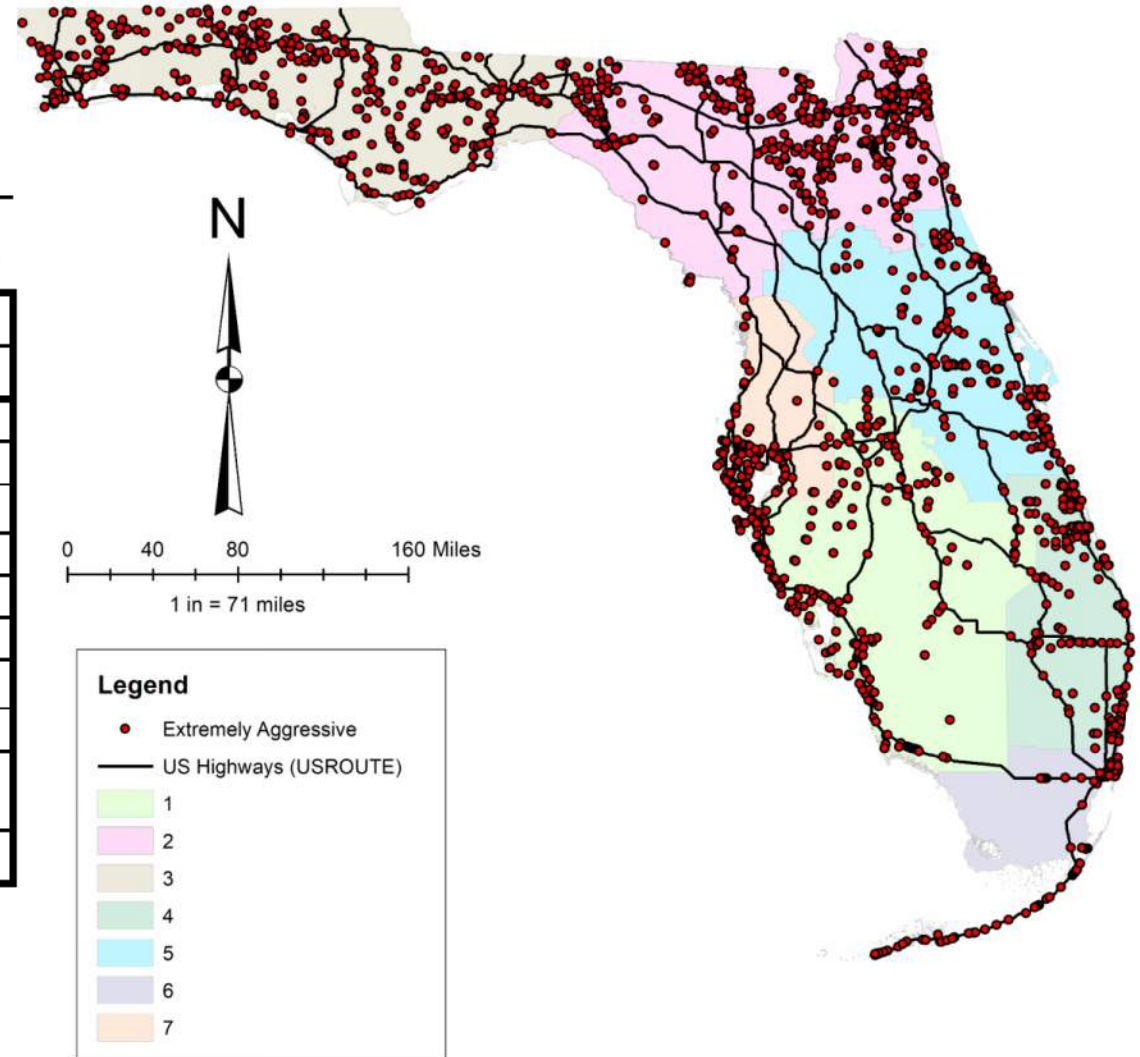 N
0 40 80 160 Miles
1 in = 71 miles
Legend
Extremely Aggressive
US Highways (USROUTE)
1
2
3
4
5
6
7